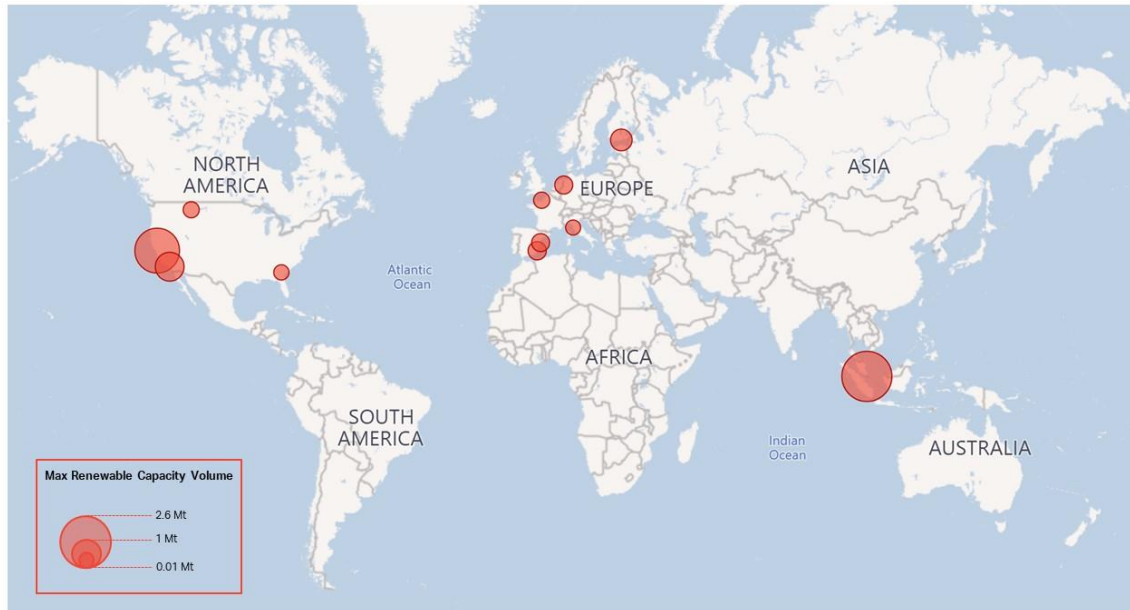 NORTH
AMERICA
ASIA
EUROPE
Atlantic
Ocean
AFRICA
SOUTH
AMERICA
Indian
Ocean
AUSTRALIA
Max Renewable Capacity Volume
2.6 Mt
1 Mt
0.01 Mt